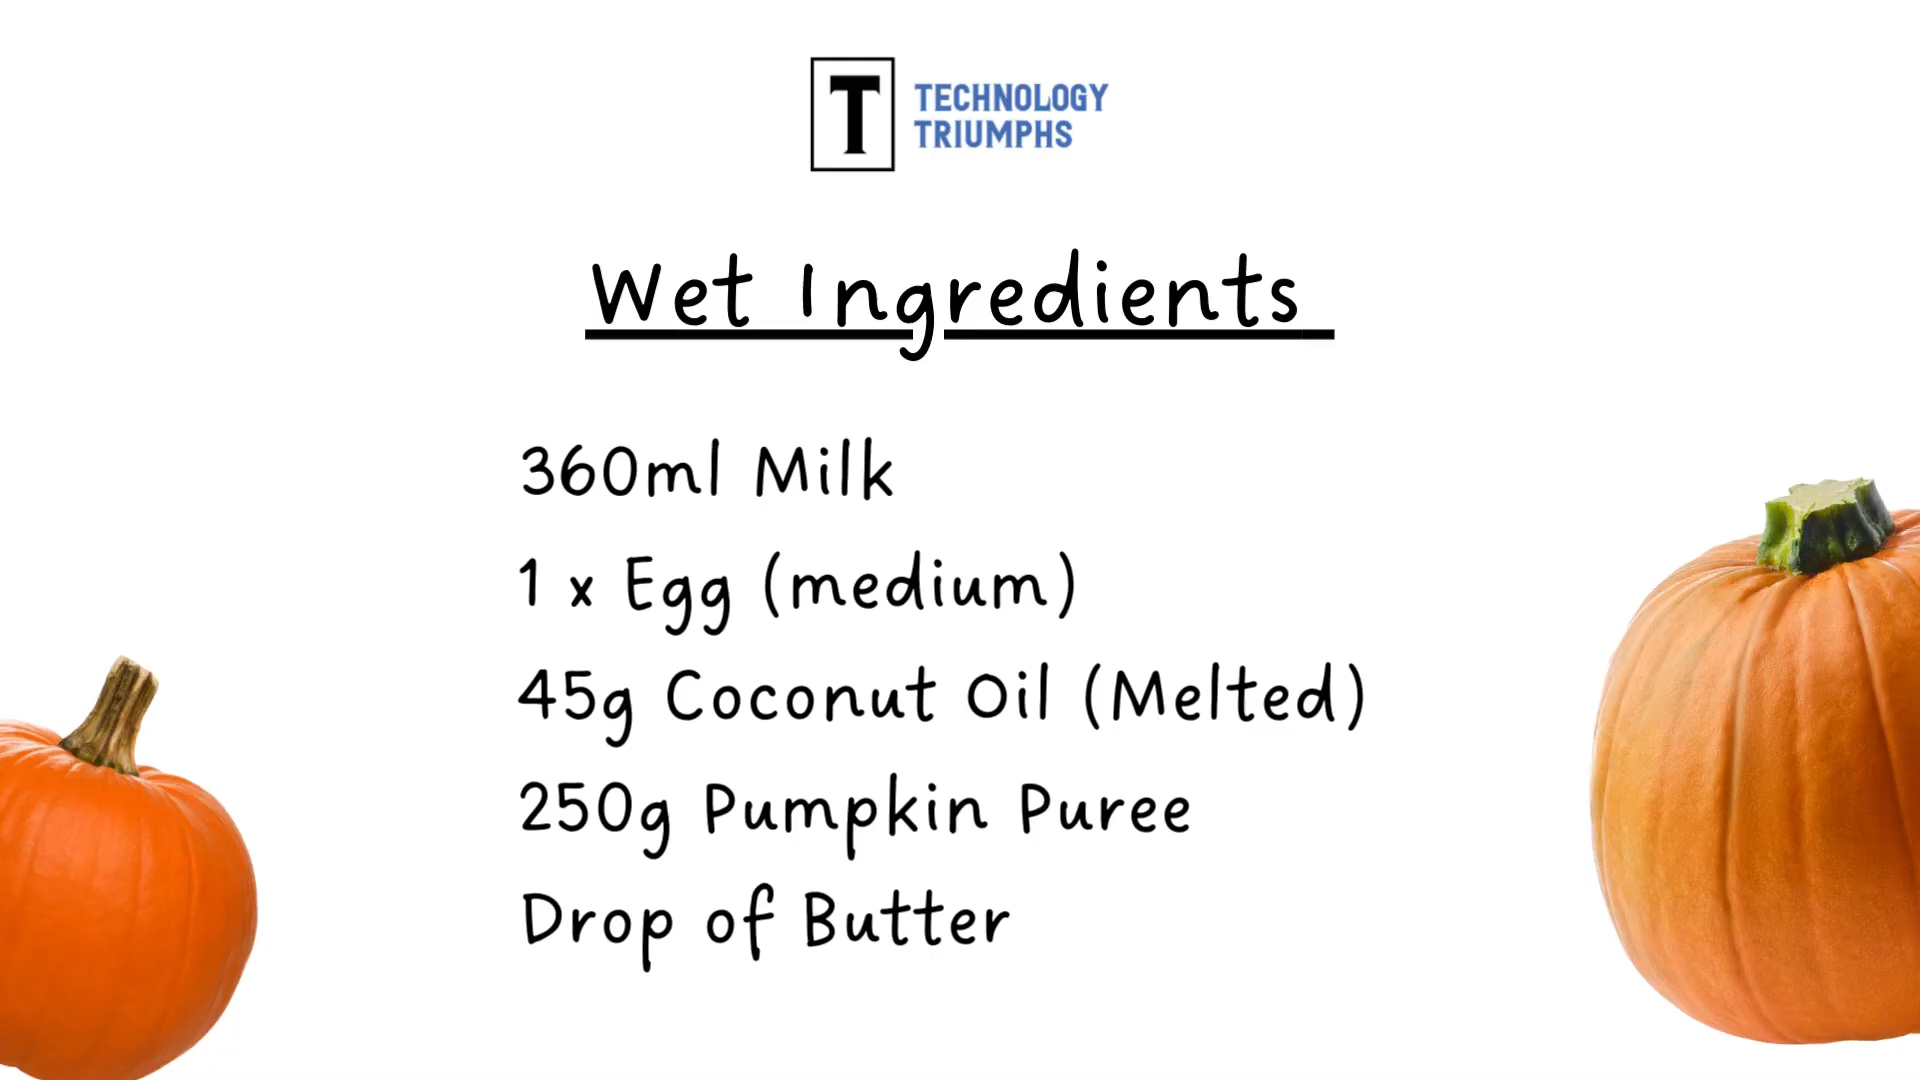 T
TECHNOLOGY
TRIUMPHS
Wet Ingredients
360ml Milk
1 x Egg (medium)
45g Coconut Oil (Melted)
250g Pumpkin Puree
Drop of Butter